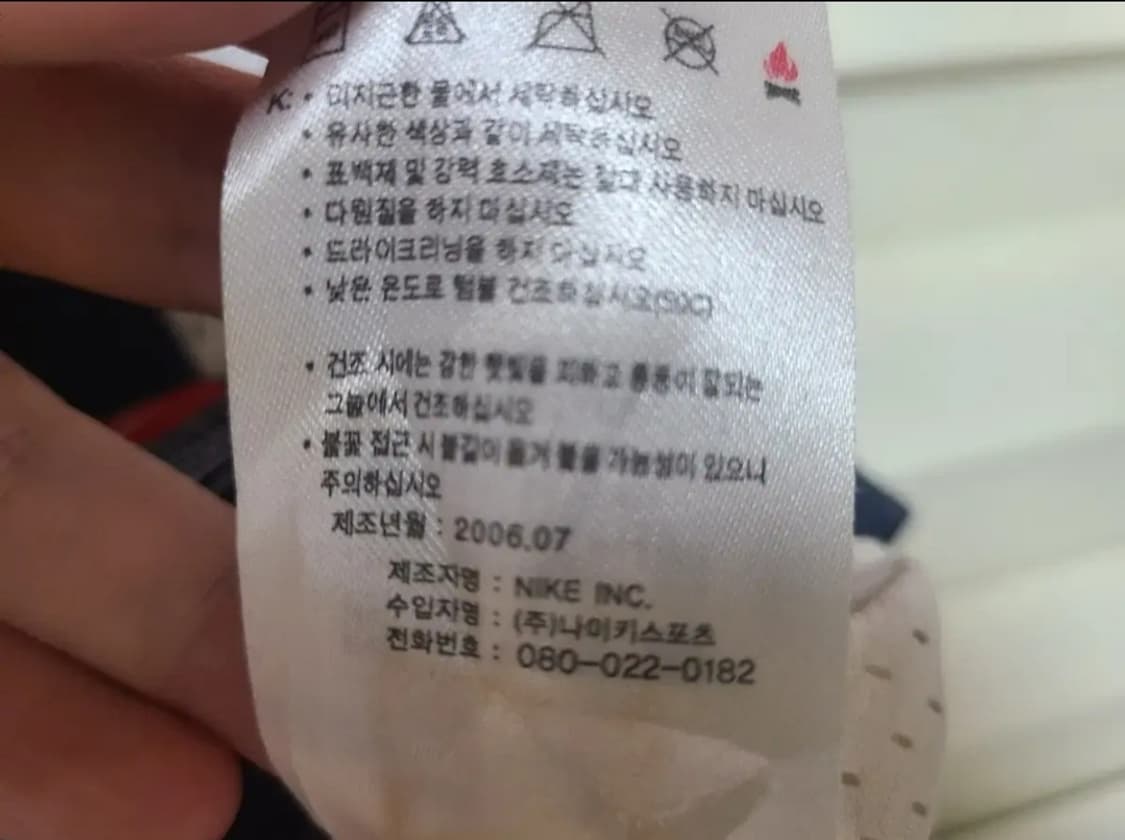 K: • 미지근한 물에서 세탁하십시오
• 유사한 색상과 같이 세탁하십시오
• 표백제 및 강력 효소제는 절대 사용하지 마십시오
• 다림질을 하지 마십시오
• 드라이크리닝을 하지 마십시오
• 낮은 온도로 텀블 건조하십시오
• 건조 시에는 강한 햇빛을 피하고 통풍이 잘되는
그늘에서 건조하십시오
• 불꽃 접근 시 불길이 옮겨 붙을 가능성이 있으니
주의하십시오
제조년월 : 2006.07
제조자명 : NIKE INC.
수입자명 : (주)나이키스포츠
전화번호 : 080-022-0182